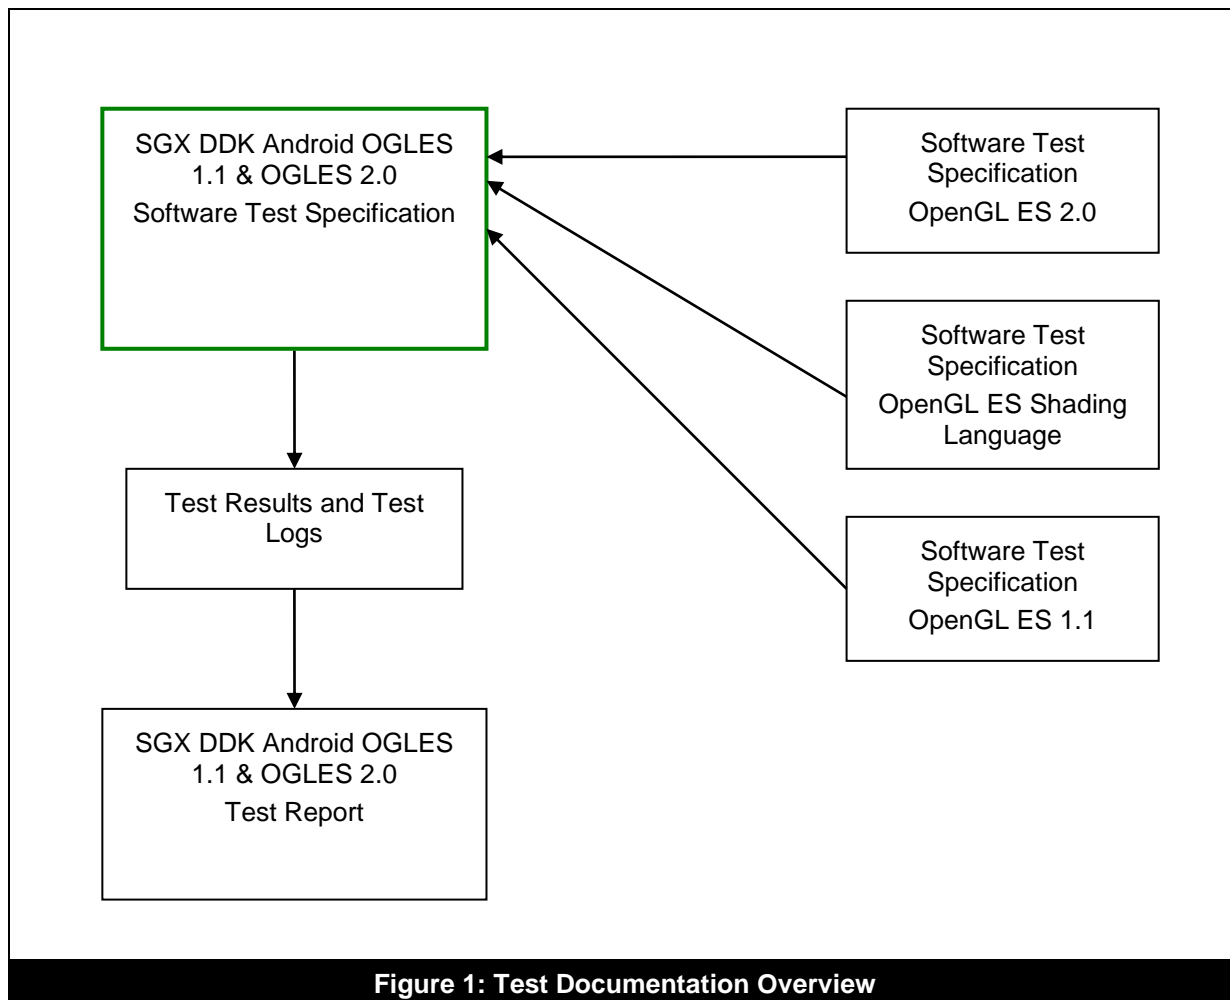 SGX DDK Android OGLES
1.1 & OGLES 2.0
Software Test Specification
Software Test
Specification
OpenGL ES 2.0
Software Test
Specification
OpenGL ES Shading
Language
Test Results and Test
Logs
Software Test
Specification
OpenGL ES 1.1
SGX DDK Android OGLES
1.1 & OGLES 2.0
Test Report
Figure 1: Test Documentation Overview